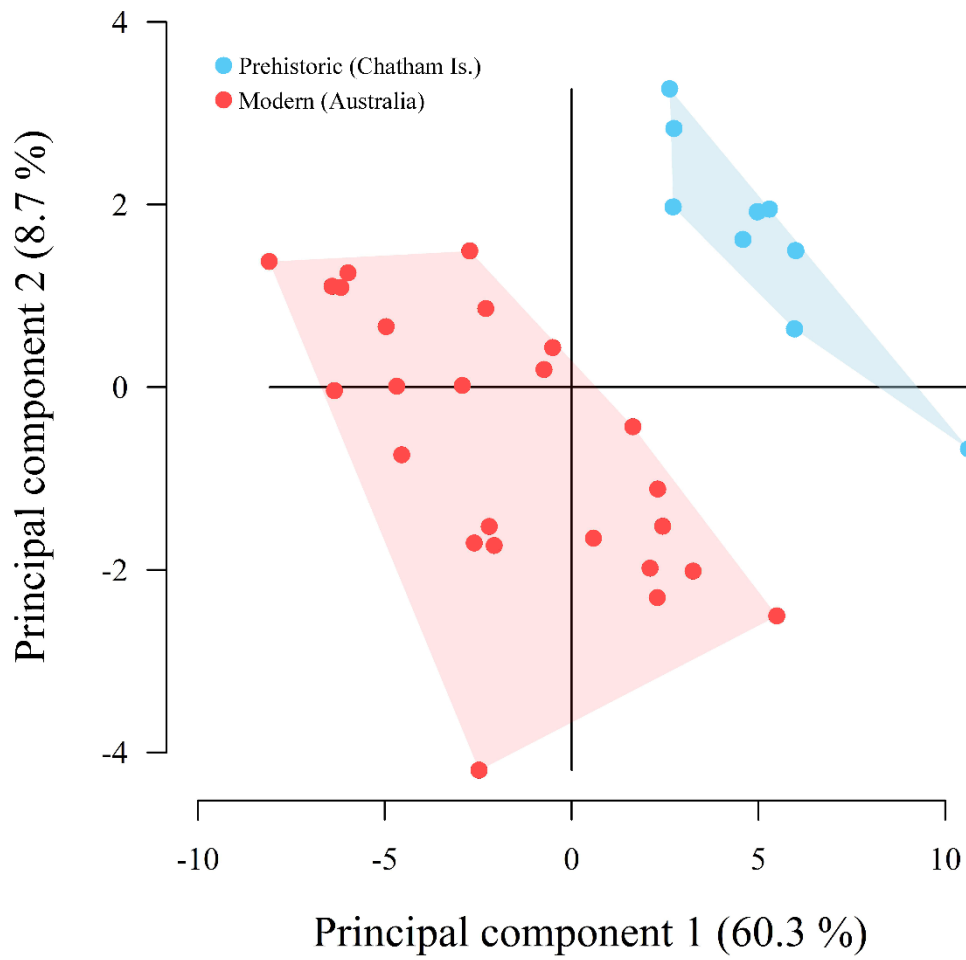 4
Prehistoric (Chatham Is.)
Modern (Australia)
2
0
-2
-4
Principal component 2 (8.7 %)
-10 -5 0 5 10
Principal component 1 (60.3 %)